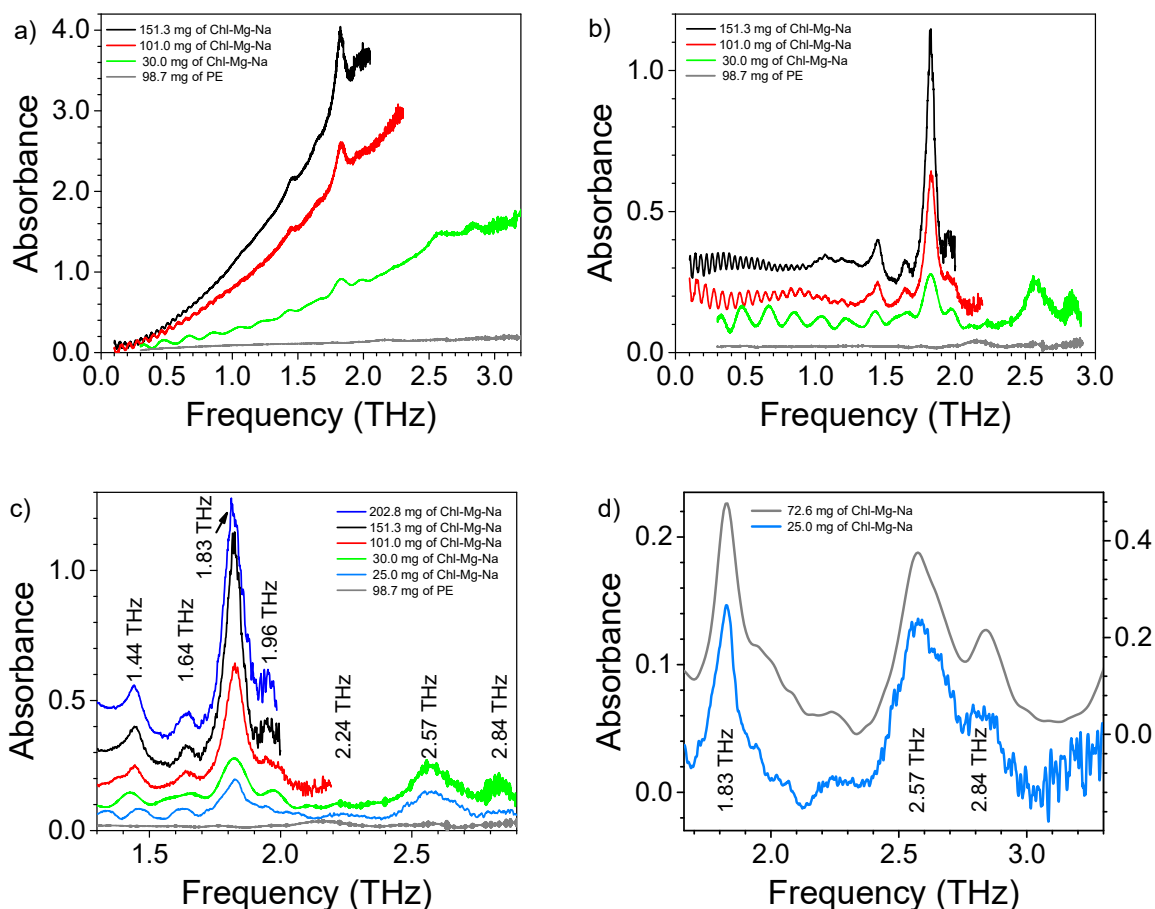 a)
151.3 mg of Chl-Mg-Na
101.0 mg of Chl-Mg-Na
30.0 mg of Chl-Mg-Na
98.7 mg of PE
4.0
3.0
2.0
1.0
0.0
Absorbance
0.0 0.5 1.0 1.5 2.0 2.5 3.0
Frequency (THz)
b)
151.3 mg of Chl-Mg-Na
101.0 mg of Chl-Mg-Na
30.0 mg of Chl-Mg-Na
98.7 mg of PE
1.0
0.5
0.0
Absorbance
0.0 0.5 1.0 1.5 2.0 2.5 3.0
Frequency (THz)
c)
202.8 mg of Chl-Mg-Na
151.3 mg of Chl-Mg-Na
101.0 mg of Chl-Mg-Na
30.0 mg of Chl-Mg-Na
25.0 mg of Chl-Mg-Na
98.7 mg of PE
1.44 THz
1.64 THz
1.83 THz
1.96 THz
2.24 THz
2.57 THz
2.84 THz
1.0
0.5
0.0
Absorbance
1.5 2.0 2.5
Frequency (THz)
d)
72.6 mg of Chl-Mg-Na
25.0 mg of Chl-Mg-Na
0.2
0.1
0.0
Absorbance
0.4
0.2
0.0
1.83 THz
2.57 THz
2.84 THz
2.0 2.5 3.0
Frequency (THz)